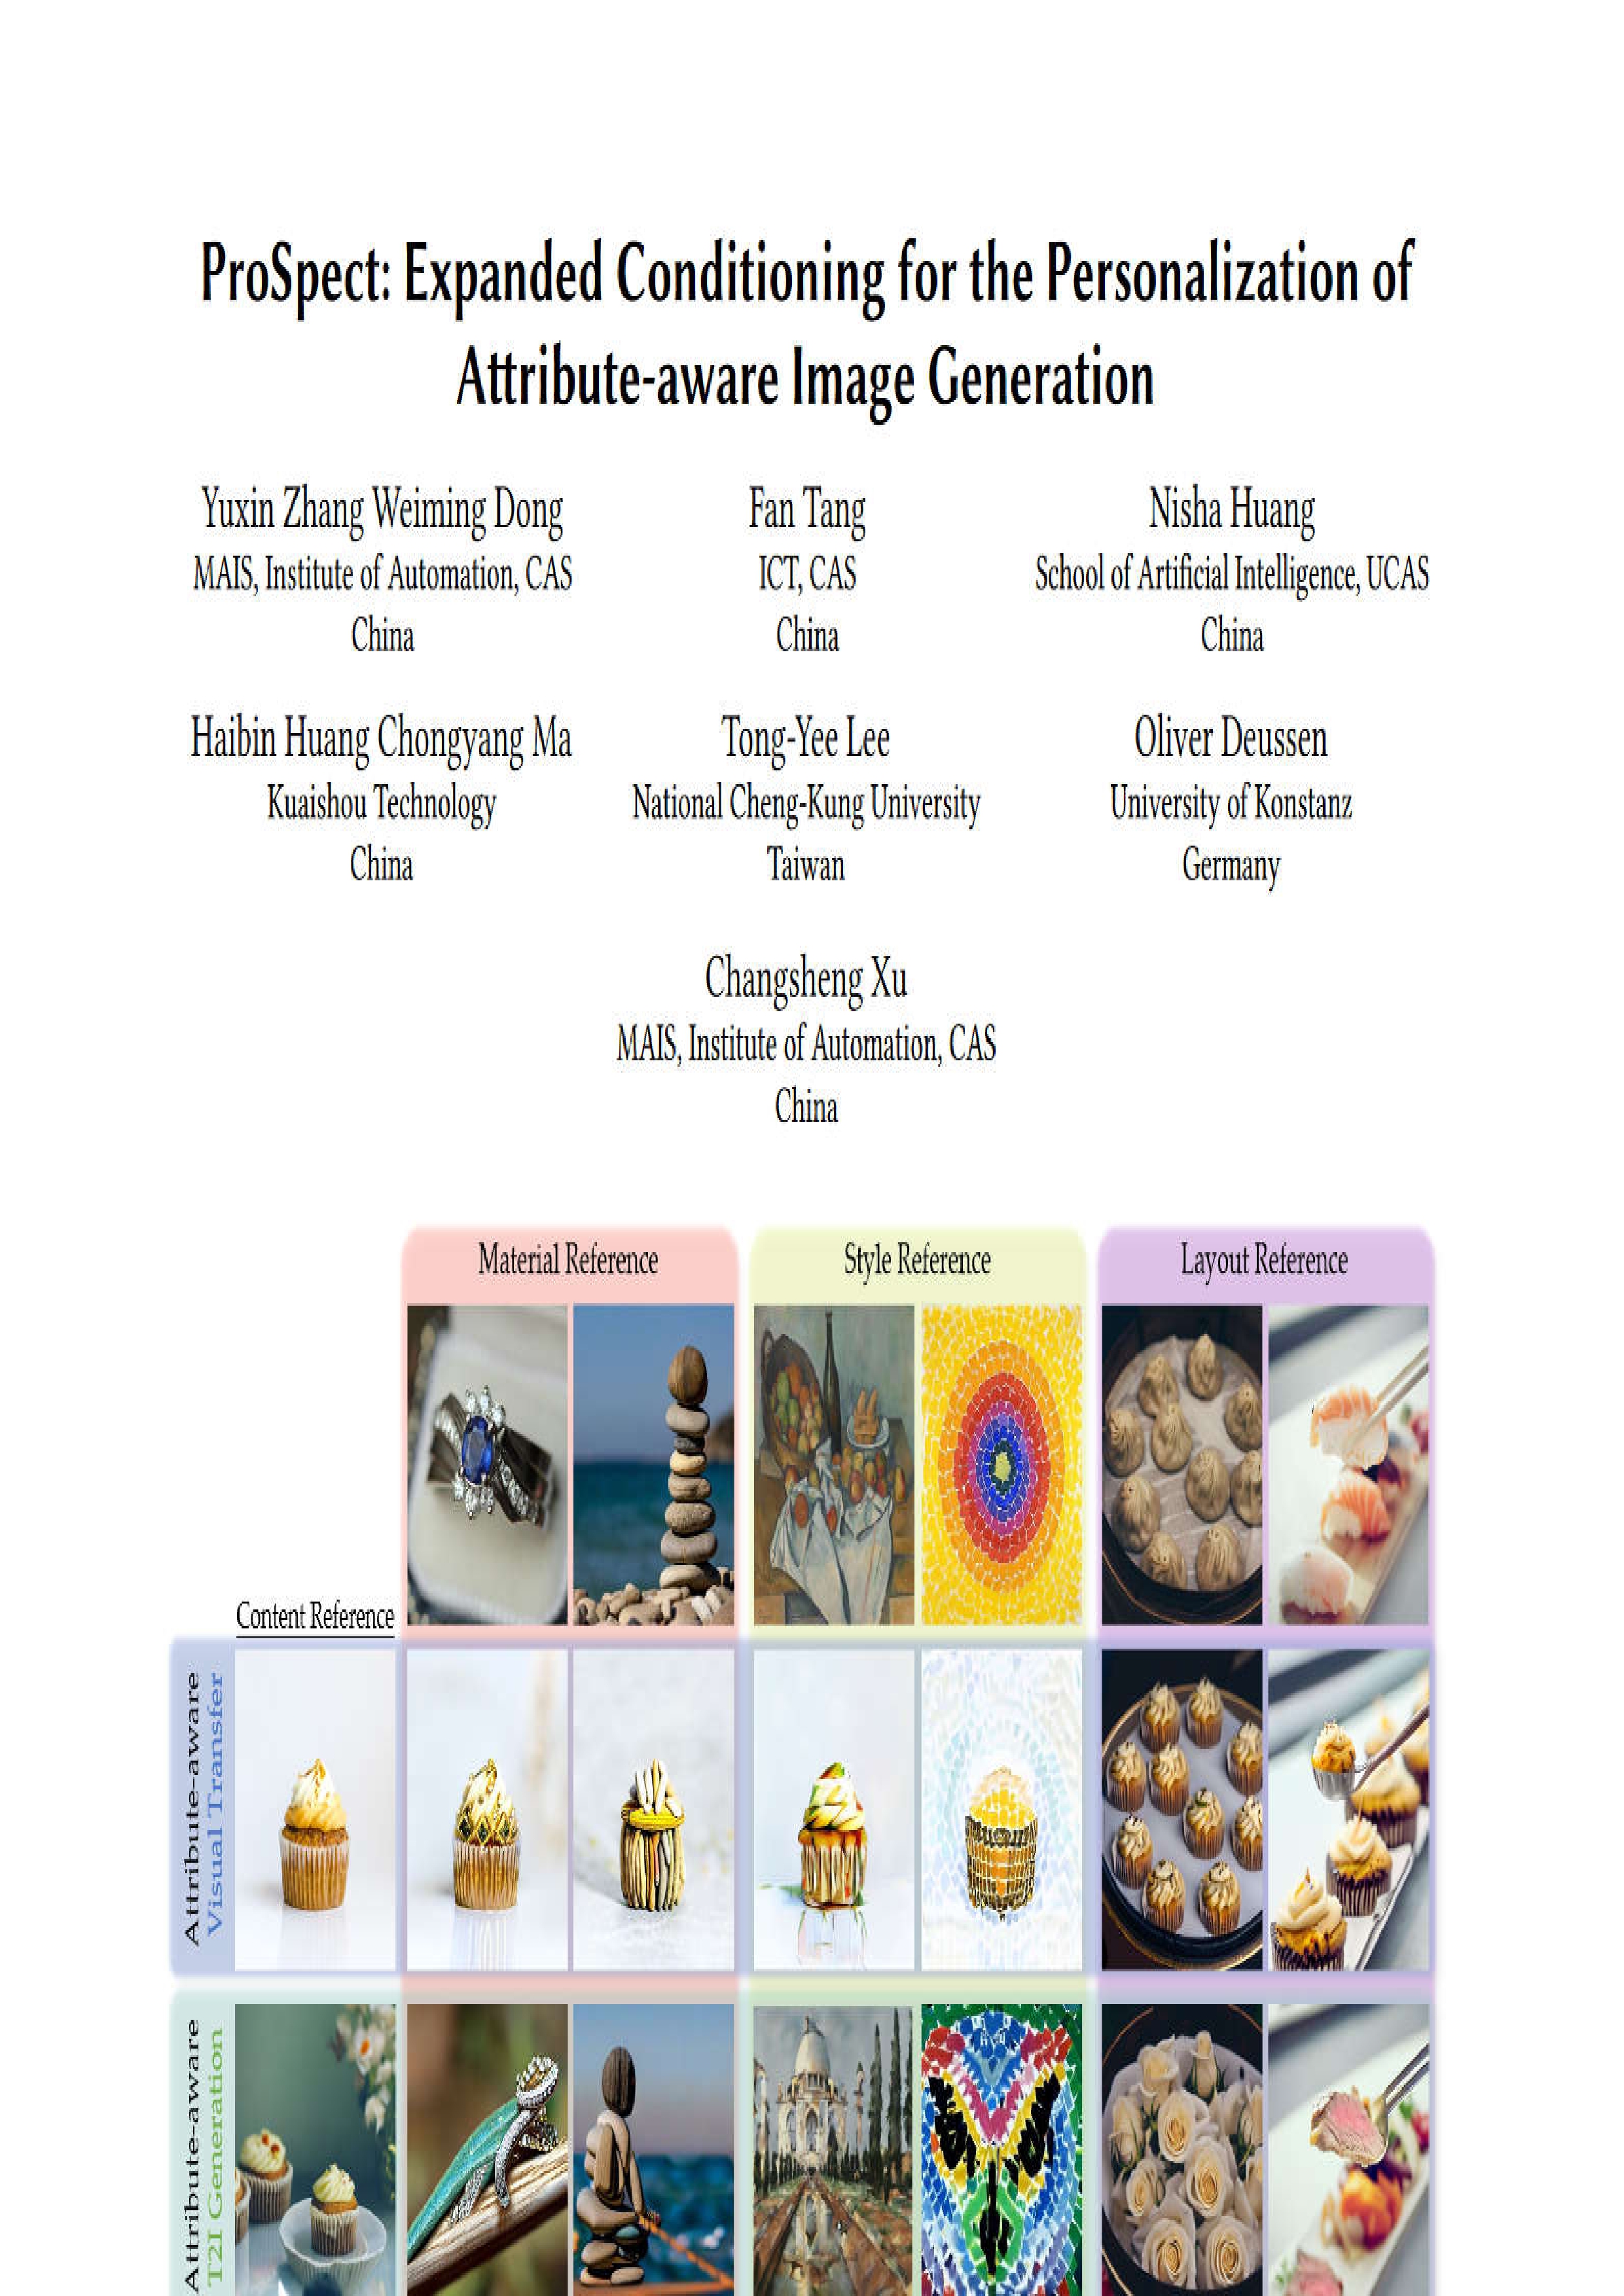 ProSpect: Expanded Conditioning for the Personalization of
Attribute-aware Image Generation
Yuxin Zhang Weiming Dong
MAIS, Institute of Automation, CAS
China
Fan Tang
ICT, CAS
China
Nisha Huang
School of Artificial Intelligence, UCAS
China
Haibin Huang Chongyang Ma
Kuaishou Technology
China
Tong-Yee Lee
National Cheng-Kung University
Taiwan
Oliver Deussen
University of Konstanz
Germany
Changsheng Xu
MAIS, Institute of Automation, CAS
China
Material Reference
Style Reference
Layout Reference
Content Reference
Attribute-aware
Visual Transfer
Attribute-aware
T2I Generation